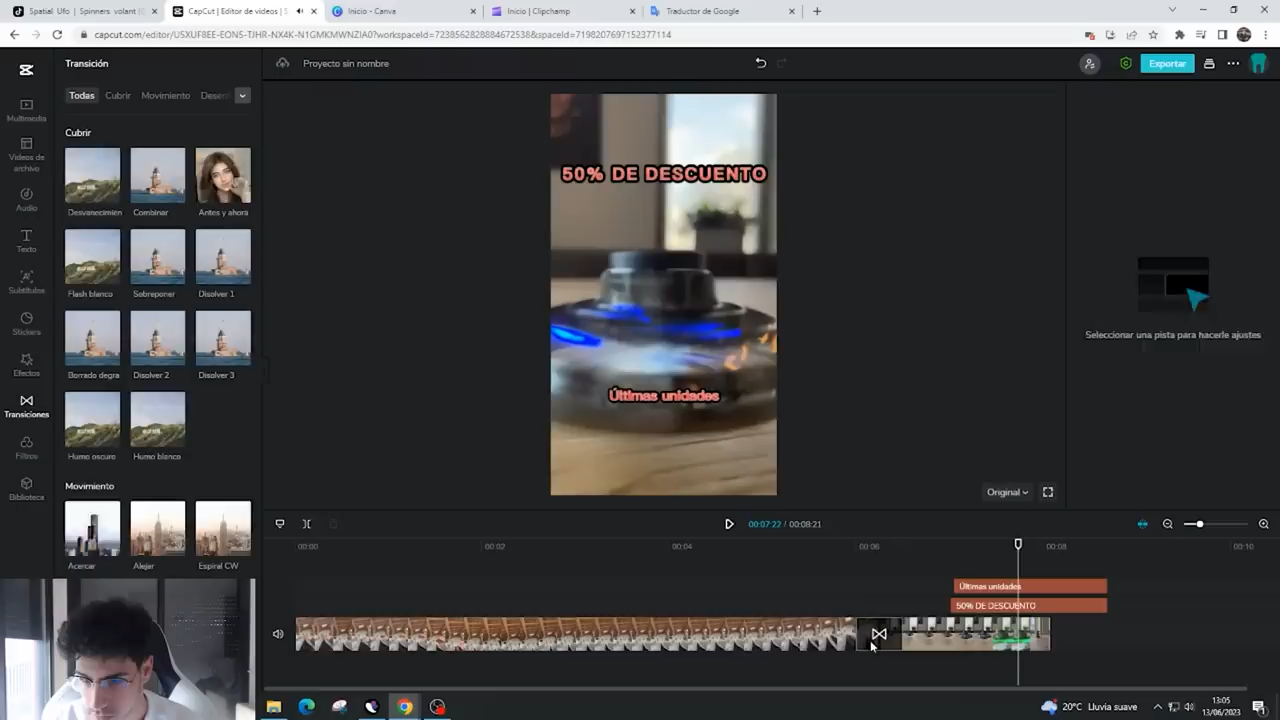 Spatial Ufo | Spinners volant (
CapCut | Editor de videos | S
Inicio - Canva
Inicio | Clipchamp
Traductor de Google
capcut.com/editor/U5XUF8EE-EON5-TJHR-NX4K-N1GMKMWNZIA0?workspaceId=7238562828884672538&spaceId=7198207697152377114
Transición
Proyecto sin nombre
Exportar
Multimedia
Vídeos de archivo
Audio
Texto
Subtítulos
Stickers
Efectos
Transiciones
Filtros
Biblioteca
Todas Cubrir Movimiento Desen
Cubrir
Desvanecimien Combinar Antes y ahora
Flash blanco Sobreponer Disolver 1
Borrado degra Disolver 2 Disolver 3
Humo oscuro Humo blanco
Movimiento
Acercar Alejar Espiral CW
50% DE DESCUENTO
Últimas unidades
Original
Seleccionar una pista para hacerle ajustes
00:07:22 / 00:08:21
00:00 00:02 00:04 00:06 00:08 00:10
Últimas unidades
50% DE DESCUENTO
20°C Lluvia suave
13:05
13/06/2023